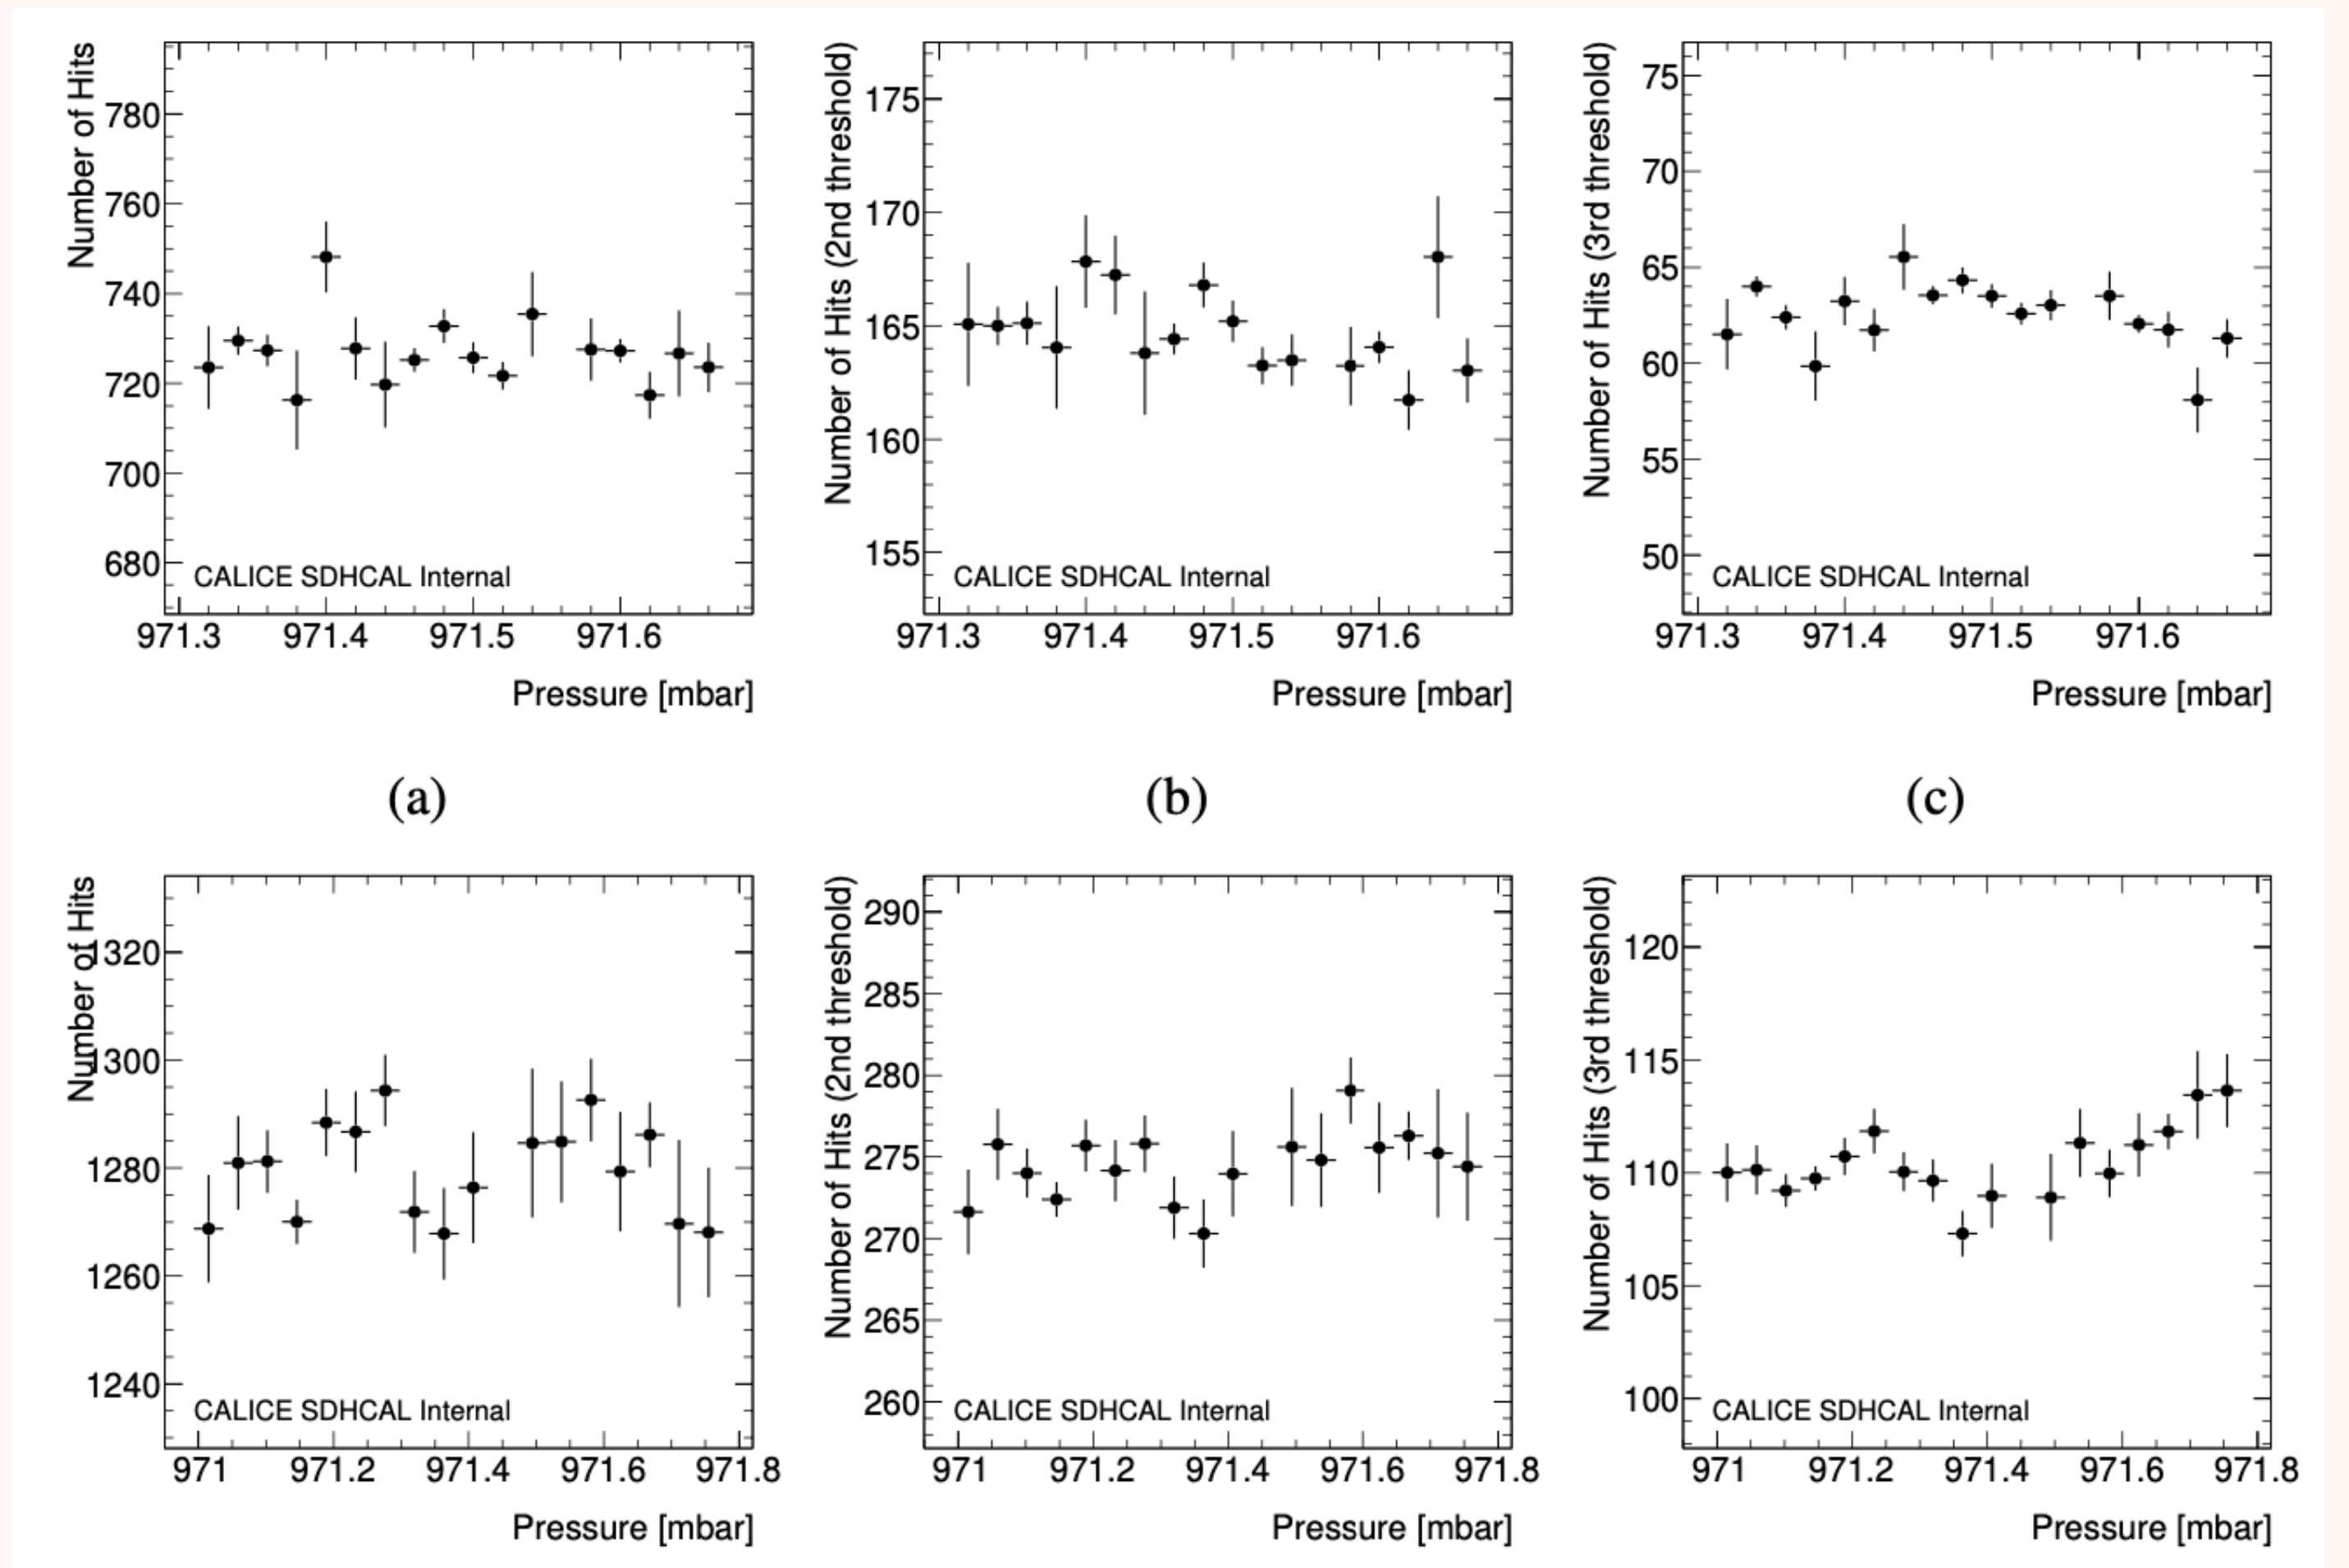 Number of Hits
780
760
740
720
700
680
CALICE SDHCAL Internal
971.3 971.4 971.5 971.6
Pressure [mbar]
(a)
Number of Hits (2nd threshold)
175
170
165
160
155
CALICE SDHCAL Internal
971.3 971.4 971.5 971.6
Pressure [mbar]
(b)
Number of Hits (3rd threshold)
75
70
65
60
55
50
CALICE SDHCAL Internal
971.3 971.4 971.5 971.6
Pressure [mbar]
(c)
Number of Hits
1320
1300
1280
1260
1240
CALICE SDHCAL Internal
971 971.2 971.4 971.6 971.8
Pressure [mbar]
Number of Hits (2nd threshold)
290
285
280
275
270
265
260
CALICE SDHCAL Internal
971 971.2 971.4 971.6 971.8
Pressure [mbar]
Number of Hits (3rd threshold)
120
115
110
105
100
CALICE SDHCAL Internal
971 971.2 971.4 971.6 971.8
Pressure [mbar]